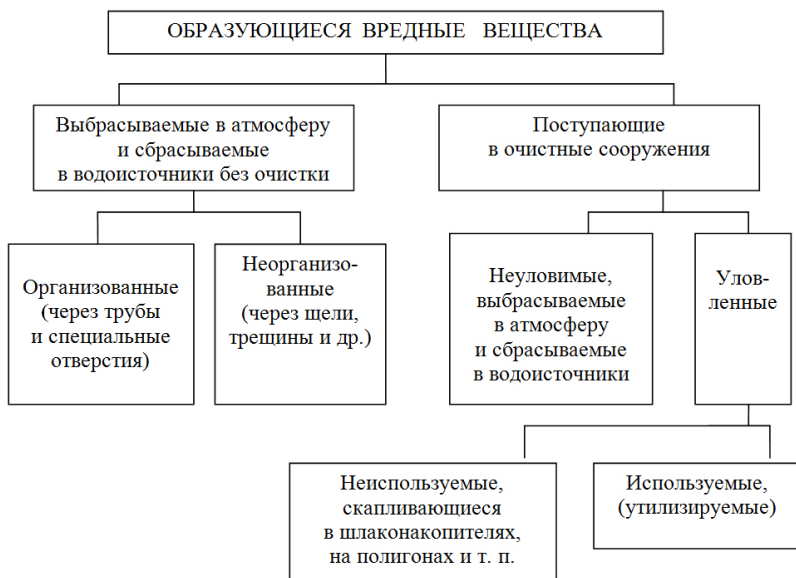 ОБРАЗУЮЩИЕСЯ ВРЕДНЫЕ ВЕЩЕСТВА
Выбрасываемые в атмосферу
и сбрасываемые
в водоисточники без очистки
Поступающие
в очистные сооружения
Организованные
(через трубы
и специальные
отверстия)
Неорганизо-
ванные
(через щели,
трещины и др.)
Неуловимые,
выбрасываемые
в атмосферу
и сбрасываемые
в водоисточники
Улов-
ленные
Неиспользуемые,
скапливающиеся
в шлаконакопителях,
на полигонах и т. п.
Используемые,
(утилизируемые)